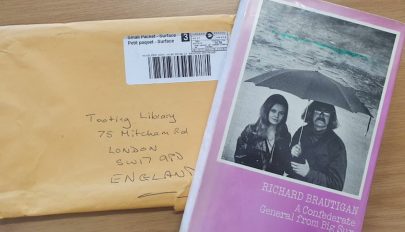 Small Packet - Surface
Petit paquet - Surface
3
Tooting Library
75 Mitcham Rd
LONDON
SW17 9PD
ENGLAND
RICHARD BRAUTIGAN
A Confederate
General from Big Sur